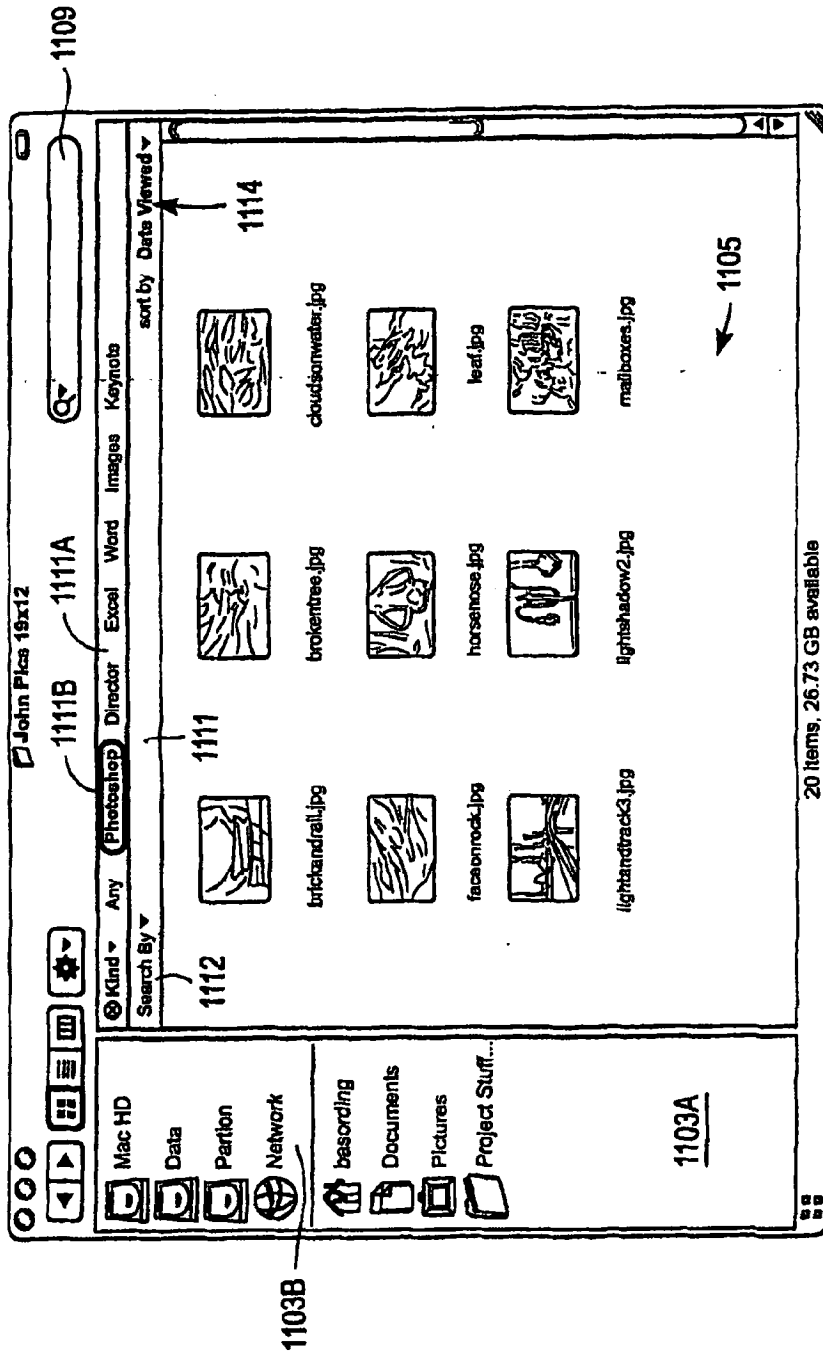 John Pics 19x12
1109
1111B
1111A
Kind Any Photoshop Director Excel Word Images Keynote
Search By
sort by Date Viewed
1112
1111
1114
Mac HD
Data
Partion
Network
1103B
basording
Documents
Pictures
Project Stuff...
1103A
brickandrail.jpg
brokentree.jpg
cloudsonwater.jpg
faceonrock.jpg
horsenose.jpg
leaf.jpg
lightandtrack3.jpg
lightshadow2.jpg
mailboxes.jpg
1105
20 items, 26.73 GB available